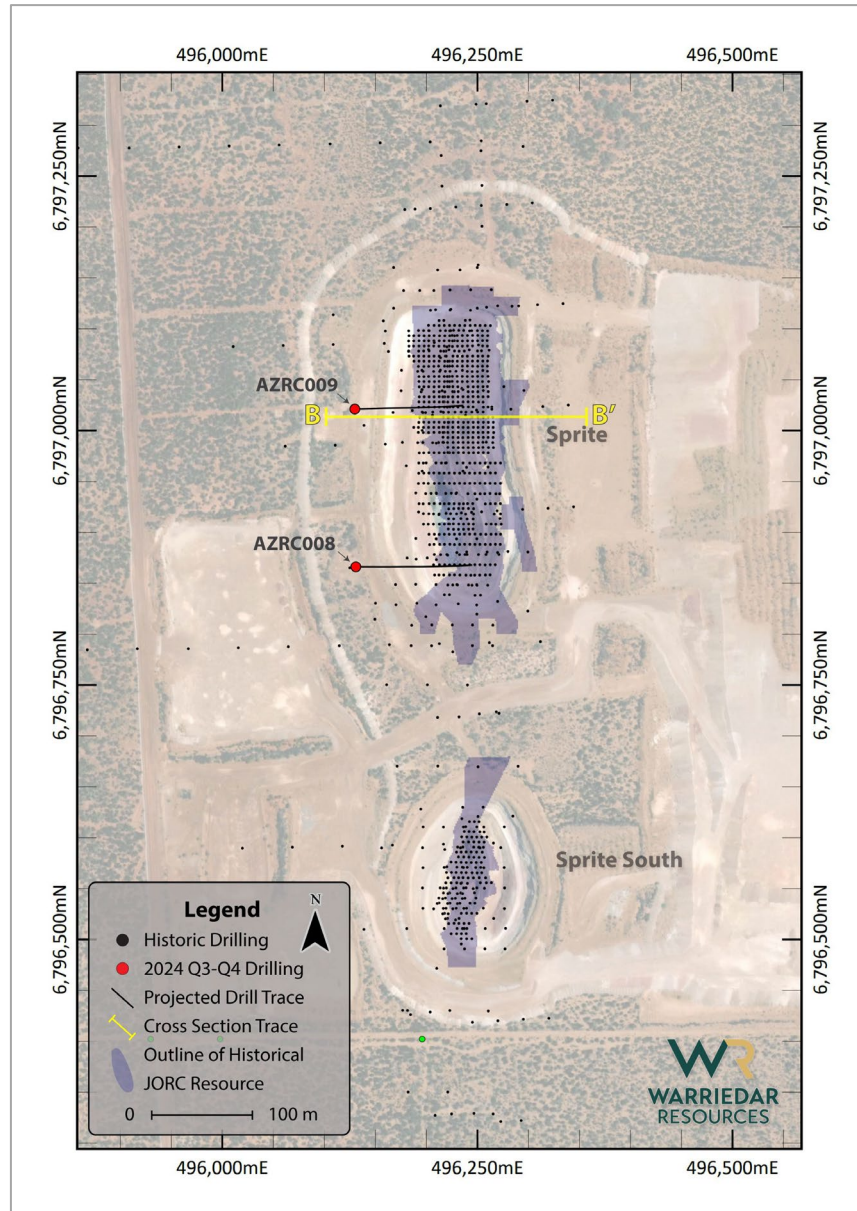 496,000mE 496,250mE 496,500mE
6,797,250mN 6,797,250mN
AZRC009
B B'
Sprite
6,797,000mN 6,797,000mN
AZRC008
6,796,750mN 6,796,750mN
Sprite South
6,796,500mN 6,796,500mN
Legend
N
Historic Drilling
2024 Q3-Q4 Drilling
Projected Drill Trace
Cross Section Trace
Outline of Historical
JORC Resource
0 100 m
WR
WARRIEDAR
RESOURCES
496,000mE 496,250mE 496,500mE